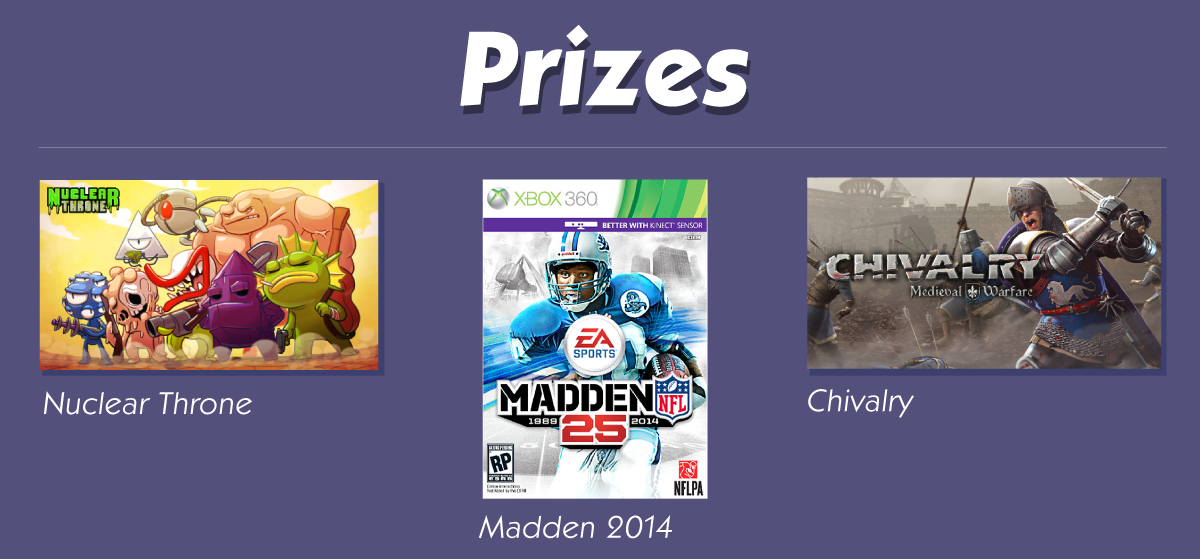 Prizes
NUCLEAR
THRONE
Nuclear Throne
XBOX 360
BETTER WITH KINECT SENSOR
EA
SPORTS
MADDEN
NFL
1989 25 2014
RP
ESRB
NFLPA
Madden 2014
CHIVALRY
Medieval Warfare
Chivalry